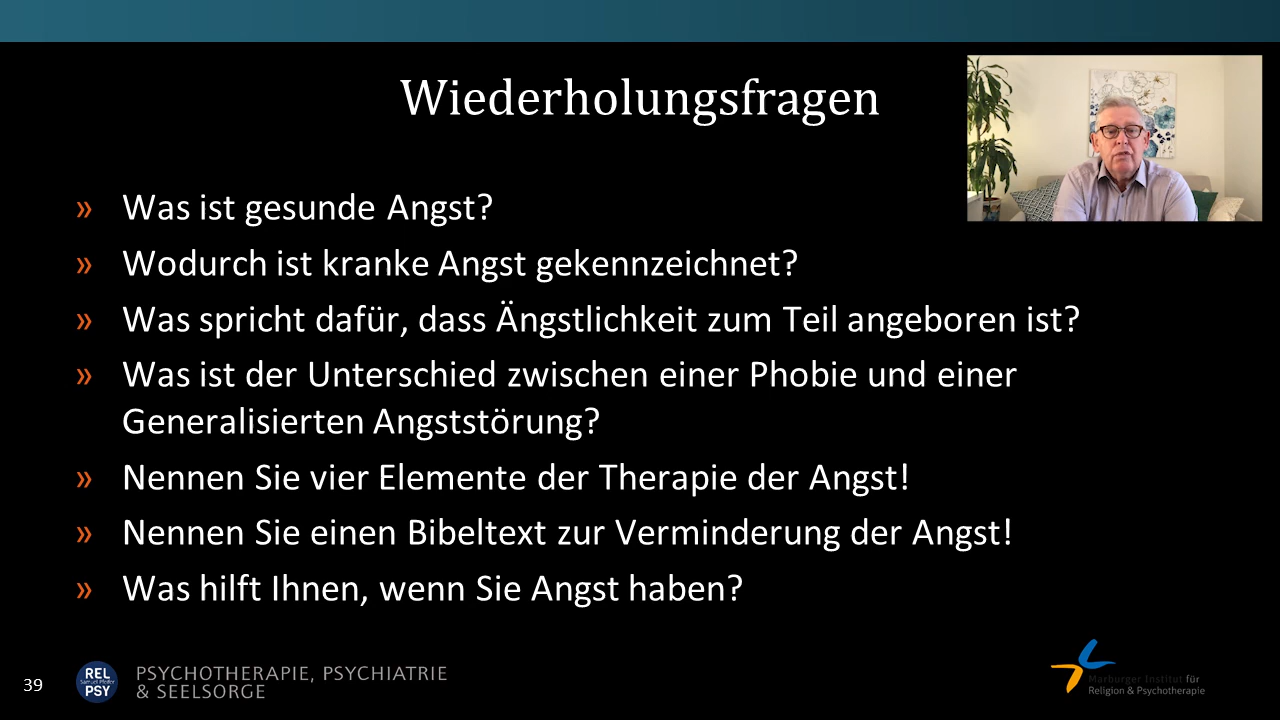 Wiederholungsfragen
» Was ist gesunde Angst?
» Wodurch ist kranke Angst gekennzeichnet?
» Was spricht dafür, dass Ängstlichkeit zum Teil angeboren ist?
» Was ist der Unterschied zwischen einer Phobie und einer
Generalisierten Angststörung?
» Nennen Sie vier Elemente der Therapie der Angst!
» Nennen Sie einen Bibeltext zur Verminderung der Angst!
» Was hilft Ihnen, wenn Sie Angst haben?
39
REL
Samuel Pfeifer
PSY
PSYCHOTHERAPIE, PSYCHIATRIE
& SEELSORGE
Marburger Institut für
Religion & Psychotherapie